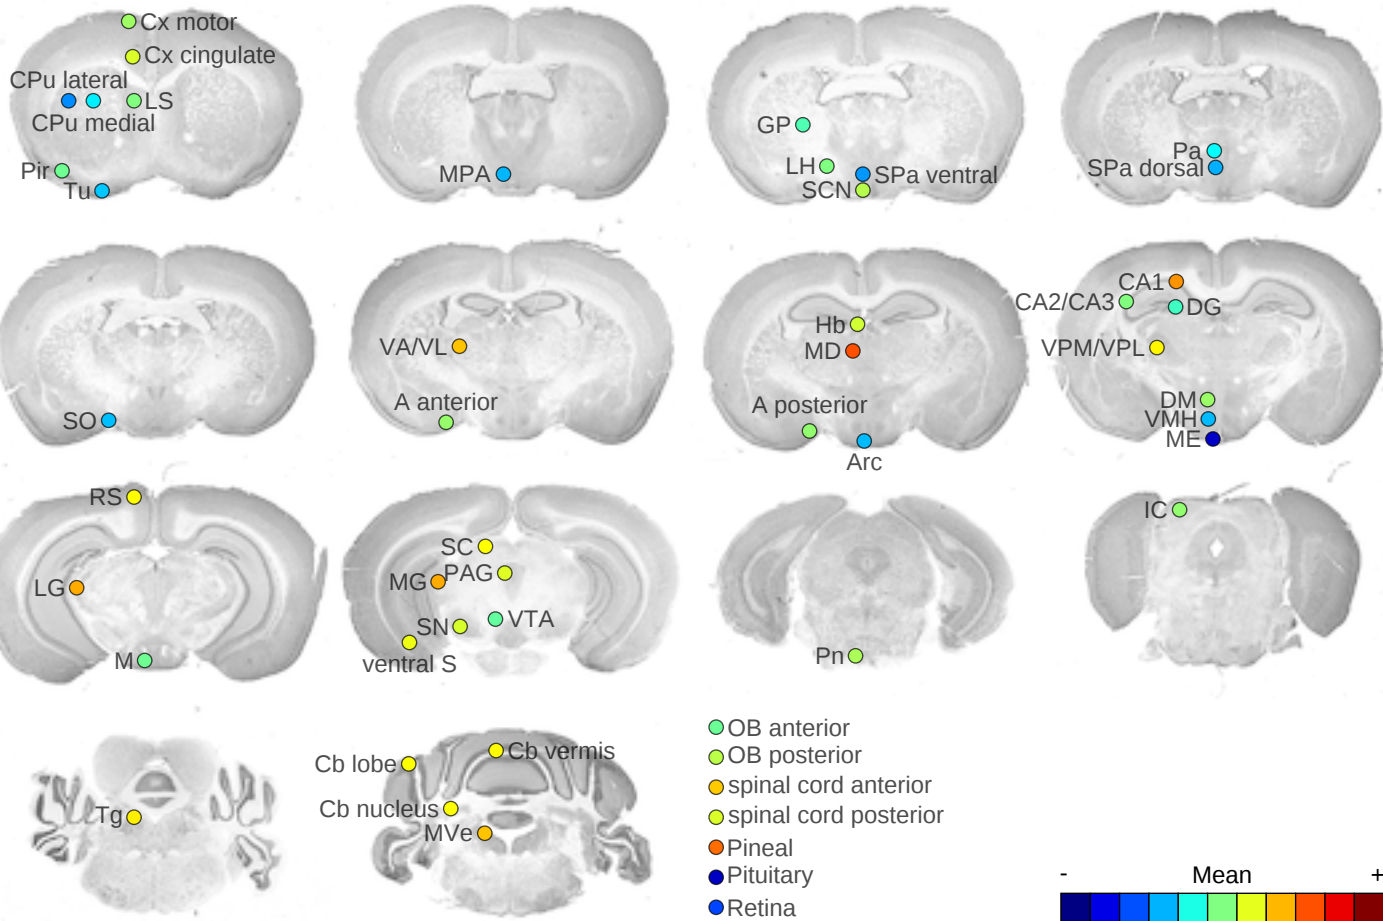 Cx motor
Cx cingulate
CPu lateral
LS
CPu medial
Pir
Tu
MPA
GP
LH
SPa ventral
SCN
Pa
SPa dorsal
SO
VA/VL
A anterior
Hb
MD
A posterior
Arc
CA1
CA2/CA3
DG
VPM/VPL
DM
VMH
ME
RS
LG
M
SC
MG
PAG
SN
VTA
ventral S
Pn
IC
Tg
Cb lobe
Cb vermis
Cb nucleus
MVe
OB anterior
OB posterior
spinal cord anterior
spinal cord posterior
Pineal
Pituitary
Retina
- Mean +